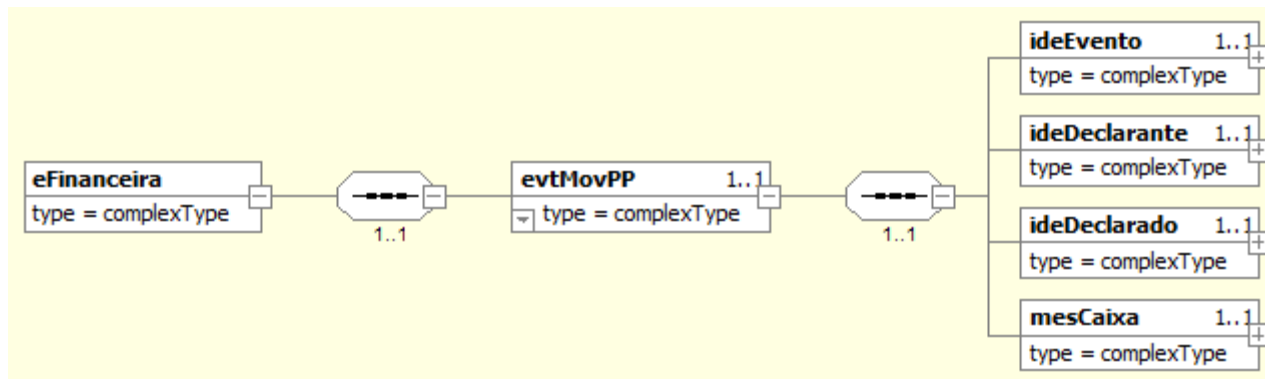 ideEvento 1..1
type = complexType
ideDeclarante 1..1
type = complexType
eFinanceira
type = complexType
1..1
evtMovPP 1..1
type = complexType
1..1
ideDeclarado 1..1
type = complexType
mesCaixa 1..1
type = complexType